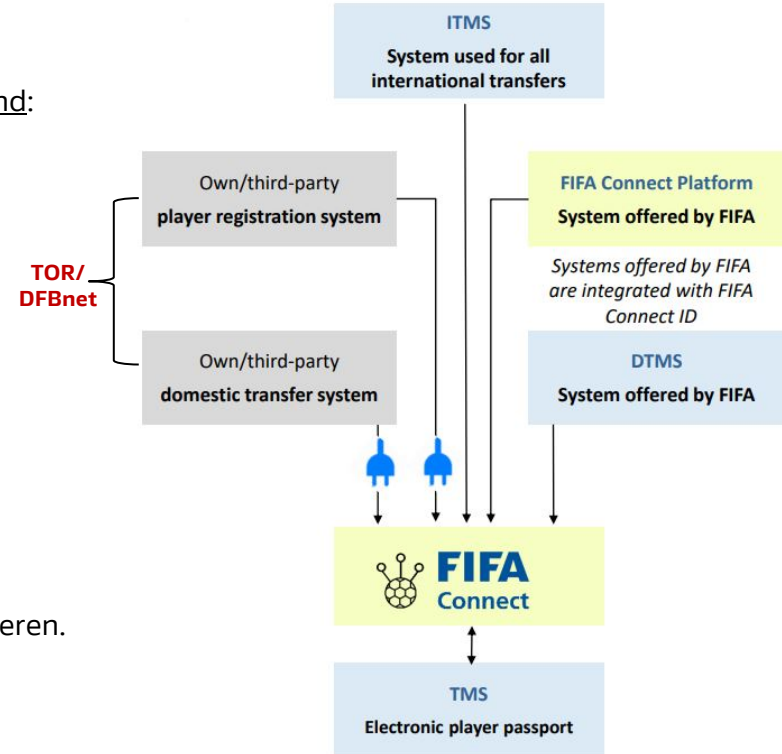 ITMS
System used for all
international transfers
nd:
Own/third-party
player registration system
FIFA Connect Platform
System offered by FIFA
Systems offered by FIFA
are integrated with FIFA
Connect ID
TOR/
DFBnet
Own/third-party
domestic transfer system
DTMS
System offered by FIFA
FIFA
Connect
eren.
TMS
Electronic player passport